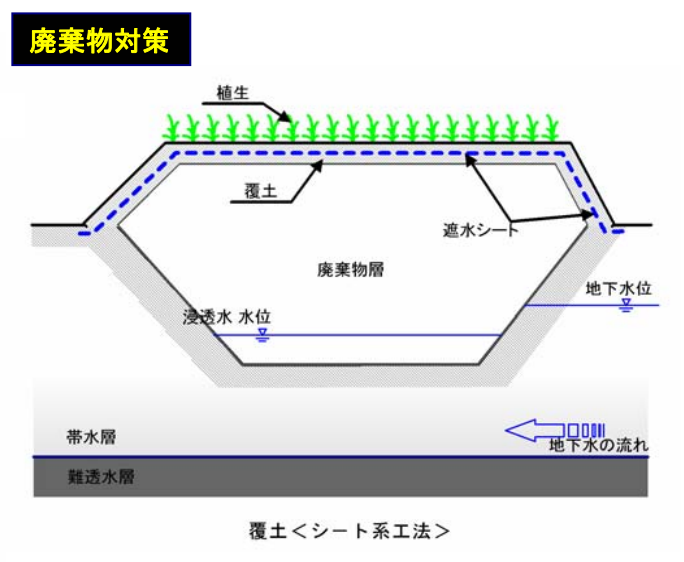 廃棄物対策
植生
覆土
遮水シート
廃棄物層
地下水位
浸透水 水位
帯水層
地下水の流れ
難透水層
覆土＜シート系工法＞